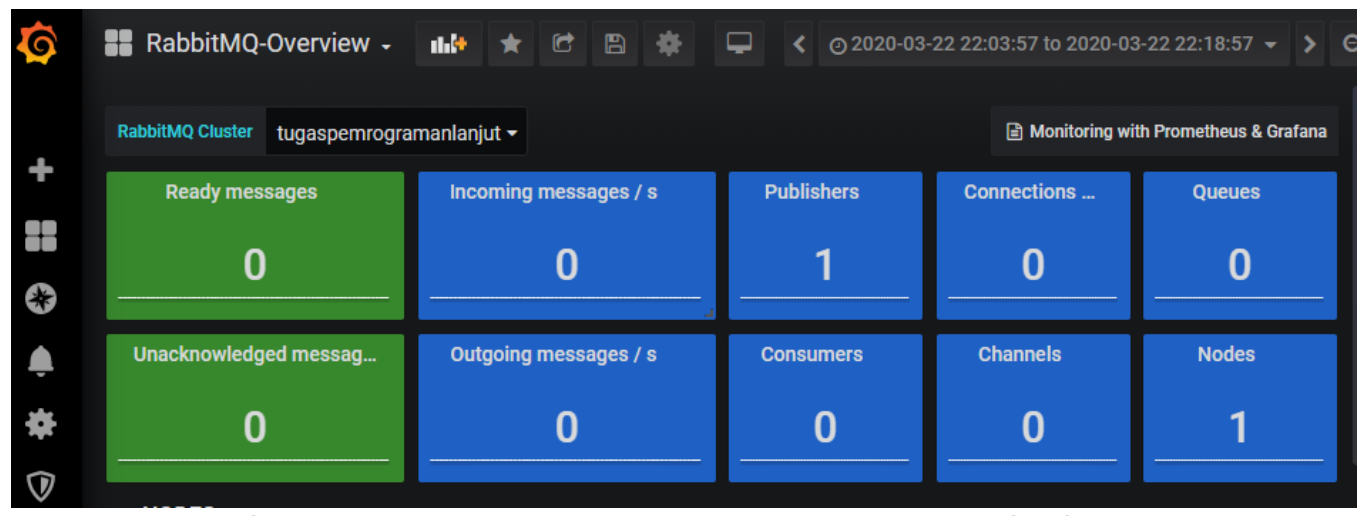 RabbitMQ-Overview
2020-03-22 22:03:57 to 2020-03-22 22:18:57
RabbitMQ Cluster
tugaspemrogramanlanjut
Monitoring with Prometheus & Grafana
Ready messages
0
Incoming messages / s
0
Publishers
1
Connections ...
0
Queues
0
Unacknowledged messag...
0
Outgoing messages / s
0
Consumers
0
Channels
0
Nodes
1